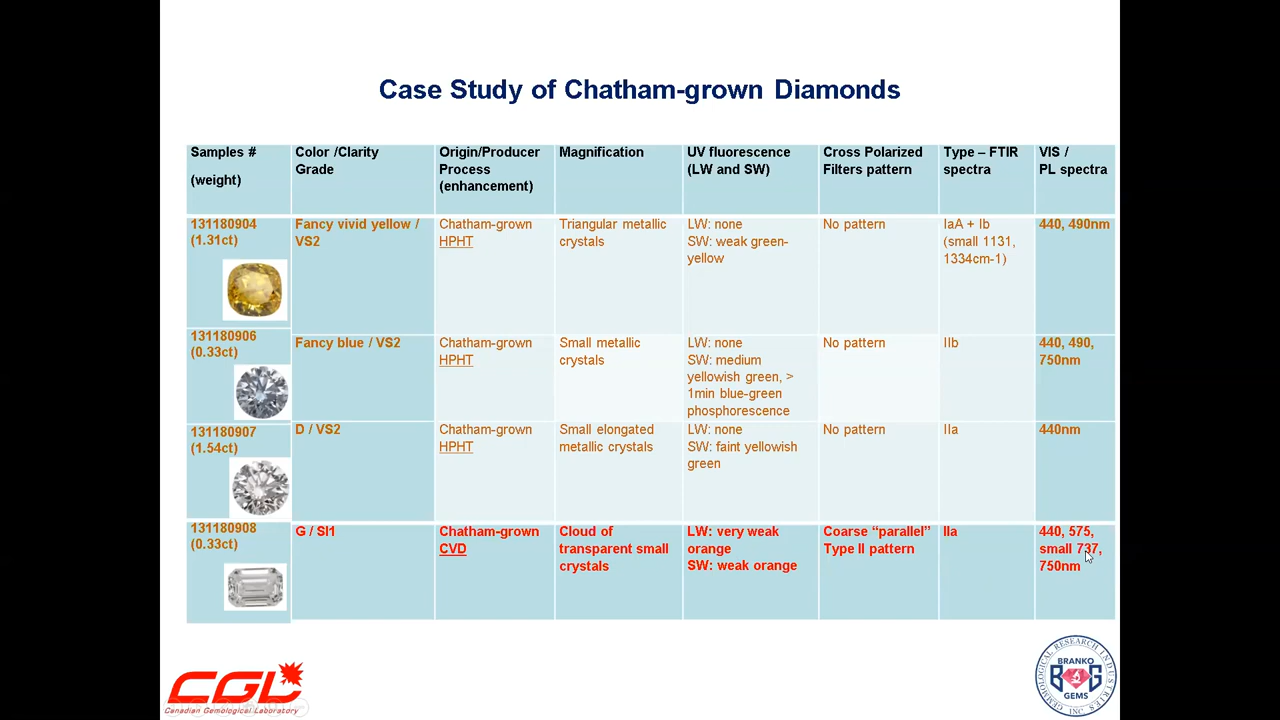 Case Study of Chatham-grown Diamonds
Samples #
(weight)
Color /Clarity
Grade
Origin/Producer
Process
(enhancement)
Magnification
UV fluorescence
(LW and SW)
Cross Polarized
Filters pattern
Type – FTIR
spectra
VIS /
PL spectra
131180904
(1.31ct)
Fancy vivid yellow /
VS2
Chatham-grown
HPHT
Triangular metallic
crystals
LW: none
SW: weak green-
yellow
No pattern
IaA + Ib
(small 1131,
1334cm-1)
440, 490nm
131180906
(0.33ct)
Fancy blue / VS2
Chatham-grown
HPHT
Small metallic
crystals
LW: none
SW: medium
yellowish green, >
1min blue-green
phosphorescence
No pattern
IIb
440, 490,
750nm
131180907
(1.54ct)
D / VS2
Chatham-grown
HPHT
Small elongated
metallic crystals
LW: none
SW: faint yellowish
green
No pattern
IIa
440nm
131180908
(0.33ct)
G / SI1
Chatham-grown
CVD
Cloud of
transparent small
crystals
LW: very weak
orange
SW: weak orange
Coarse “parallel”
Type II pattern
IIa
440, 575,
small 737,
750nm
CGL
Canadian Gemological Laboratory
GEMOLOGICAL RESEARCH INDUSTRIES INC
BRANKO
GEMS